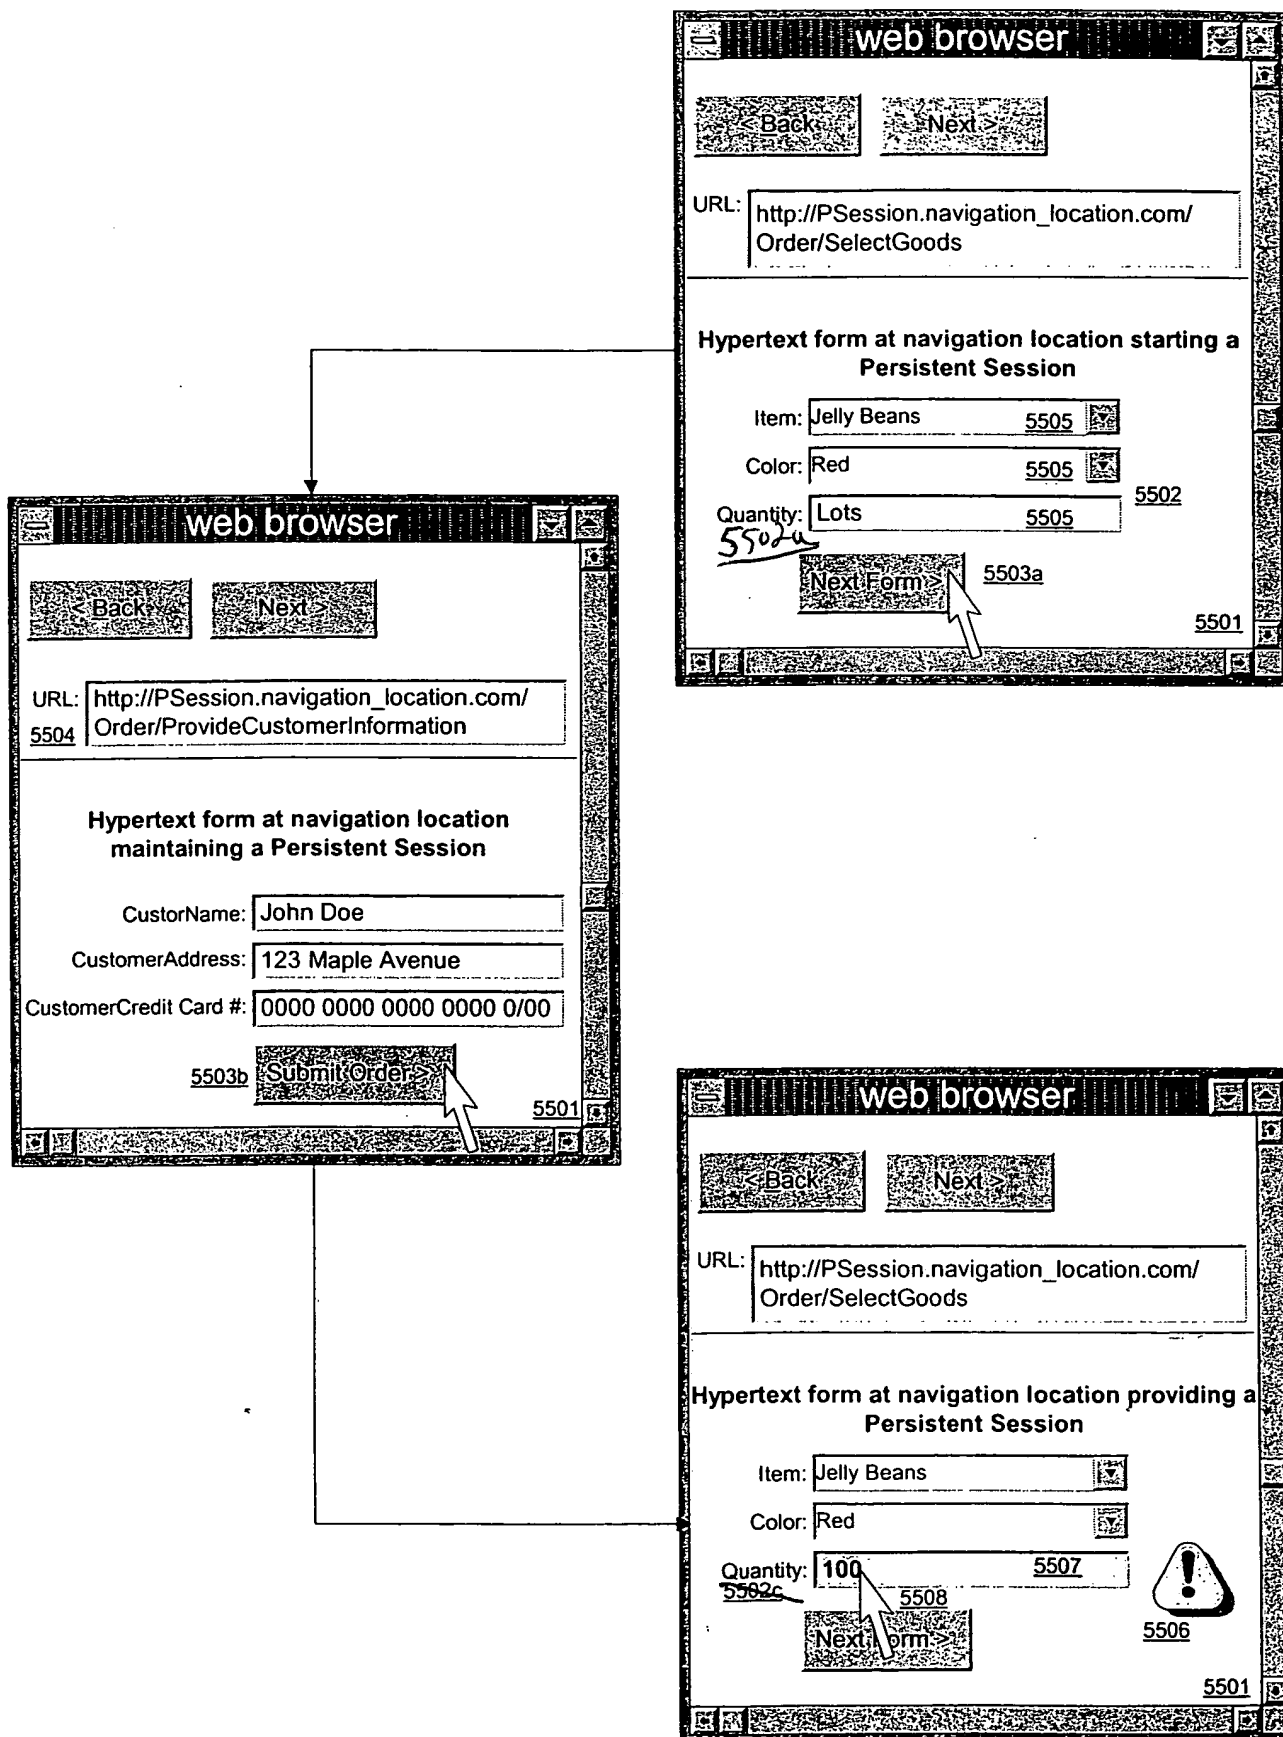 web browser
< Back
Next >
URL:
http://PSession.navigation_location.com/
Order/SelectGoods
Hypertext form at navigation location starting a
Persistent Session
Item: Jelly Beans 5505
Color: Red 5505
5502
Quantity: Lots 5505
5502a
Next Form > 5503a
5501
web browser
< Back
Next >
URL: http://PSession.navigation_location.com/
5504 Order/ProvideCustomerInformation
Hypertext form at navigation location
maintaining a Persistent Session
CustorName: John Doe
CustomerAddress: 123 Maple Avenue
CustomerCredit Card #: 0000 0000 0000 0000 0/00
5503b Submit Order >
5501
web browser
< Back
Next >
URL:
http://PSession.navigation_location.com/
Order/SelectGoods
Hypertext form at navigation location providing a
Persistent Session
Item: Jelly Beans
Color: Red
Quantity: 100 5507
5502c
5508
Next Form >
5506
5501